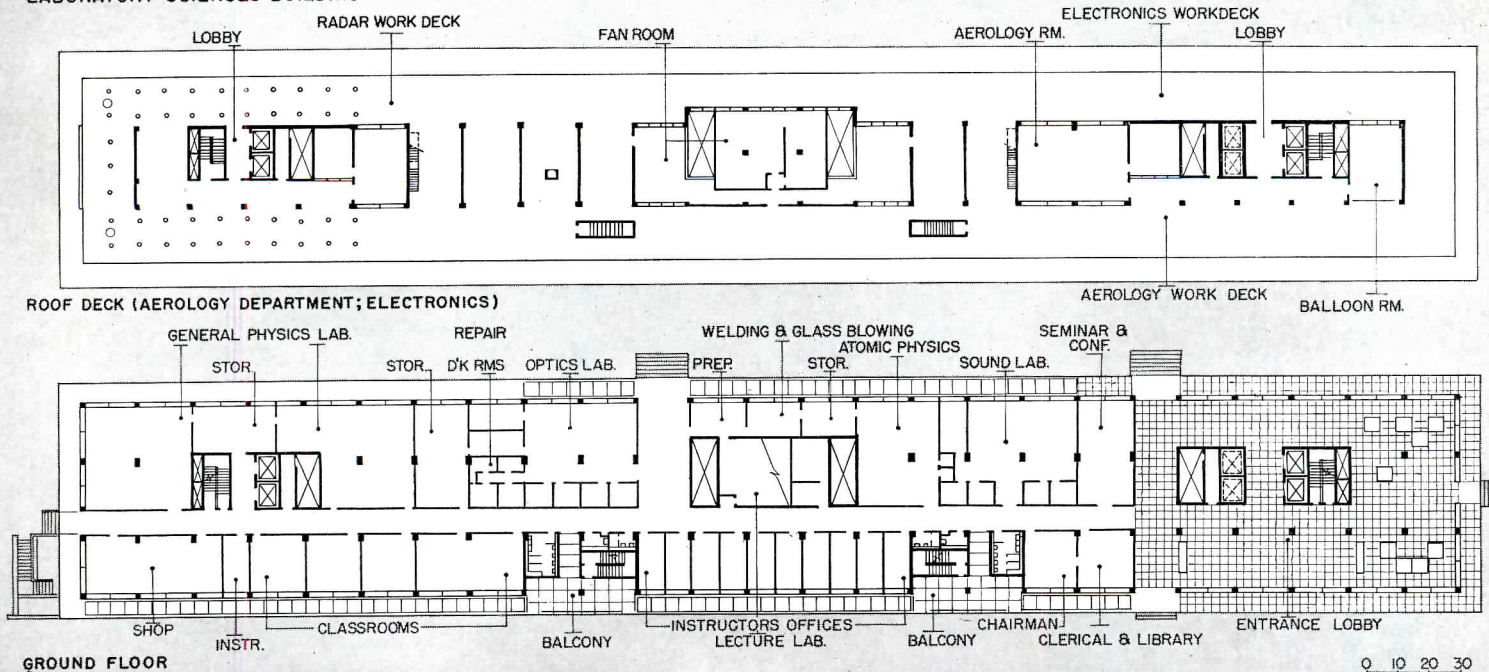 LABORATORY SCIENCES BUILDING
RADAR WORK DECK
ELECTRONICS WORKDECK
LOBBY
FAN ROOM
AEROLOGY RM.
LOBBY
AEROLOGY WORK DECK
BALLOON RM.
ROOF DECK (AEROLOGY DEPARTMENT; ELECTRONICS)
GENERAL PHYSICS LAB.
REPAIR
WELDING & GLASS BLOWING
SEMINAR &
CONF.
ATOMIC PHYSICS
STOR.
STOR.
D'K RMS
OPTICS LAB.
PREP.
STOR.
SOUND LAB.
SHOP
INSTR.
CLASSROOMS
BALCONY
INSTRUCTORS OFFICES
LECTURE LAB.
BALCONY
CHAIRMAN
CLERICAL & LIBRARY
ENTRANCE LOBBY
GROUND FLOOR
0 10 20 30